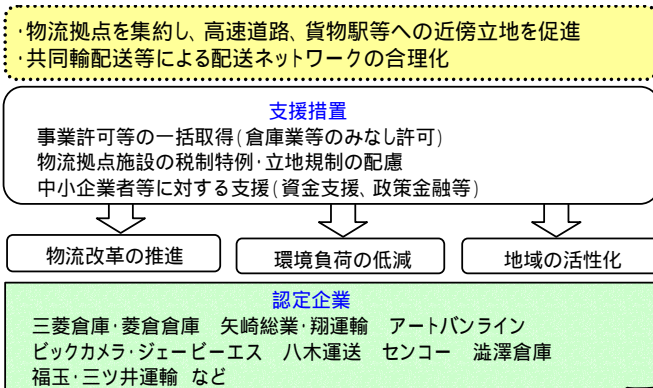 ・物流拠点を集約し、高速道路、貨物駅等への近傍立地を促進
・共同輸配送等による配送ネットワークの合理化
支援措置
事業許可等の一括取得(倉庫業等のみなし許可)
物流拠点施設の税制特例・立地規制の配慮
中小企業者等に対する支援(資金支援、政策金融等)
物流改革の推進
環境負荷の低減
地域の活性化
認定企業
三菱倉庫・菱倉倉庫 矢崎総業・翔運輸 アートバンライン
ビックカメラ・ジェービーエス 八木運送 センコー 澁澤倉庫
福玉・三ツ井運輸 など